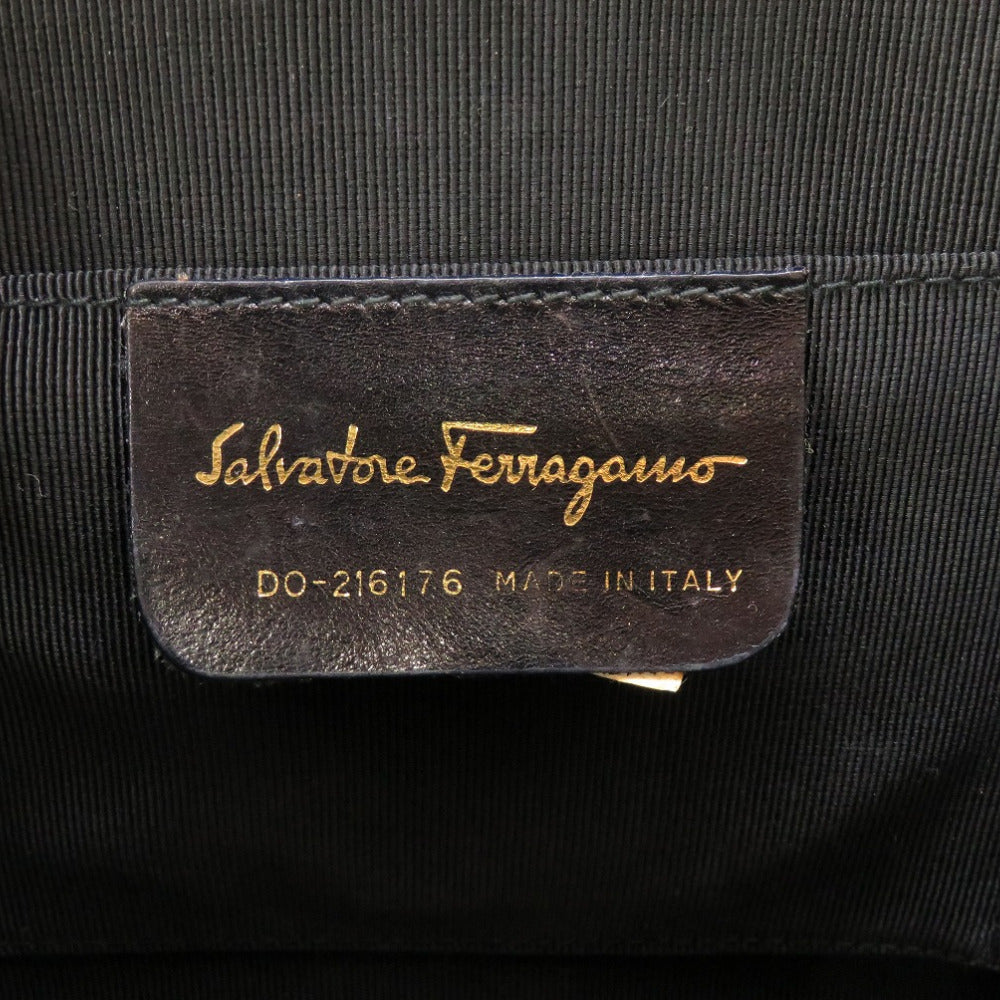 Salvatore Ferragamo
DO-216176 MADE IN ITALY